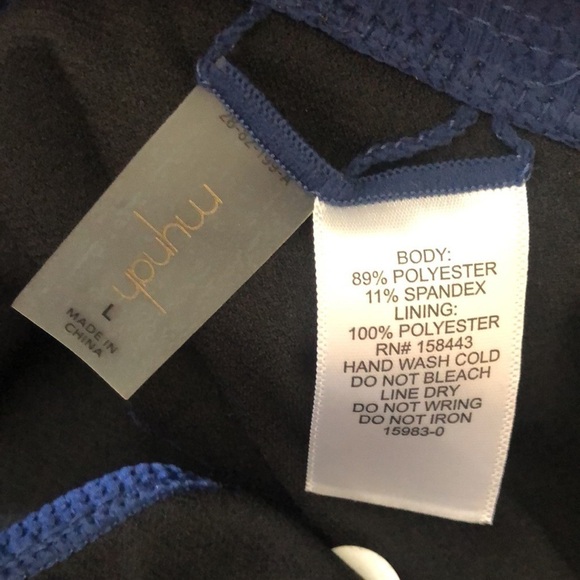 mynah
L
MADE IN
CHINA
BODY:
89% POLYESTER
11% SPANDEX
LINING:
100% POLYESTER
RN# 158443
HAND WASH COLD
DO NOT BLEACH
LINE DRY
DO NOT WRING
DO NOT IRON
15983-0